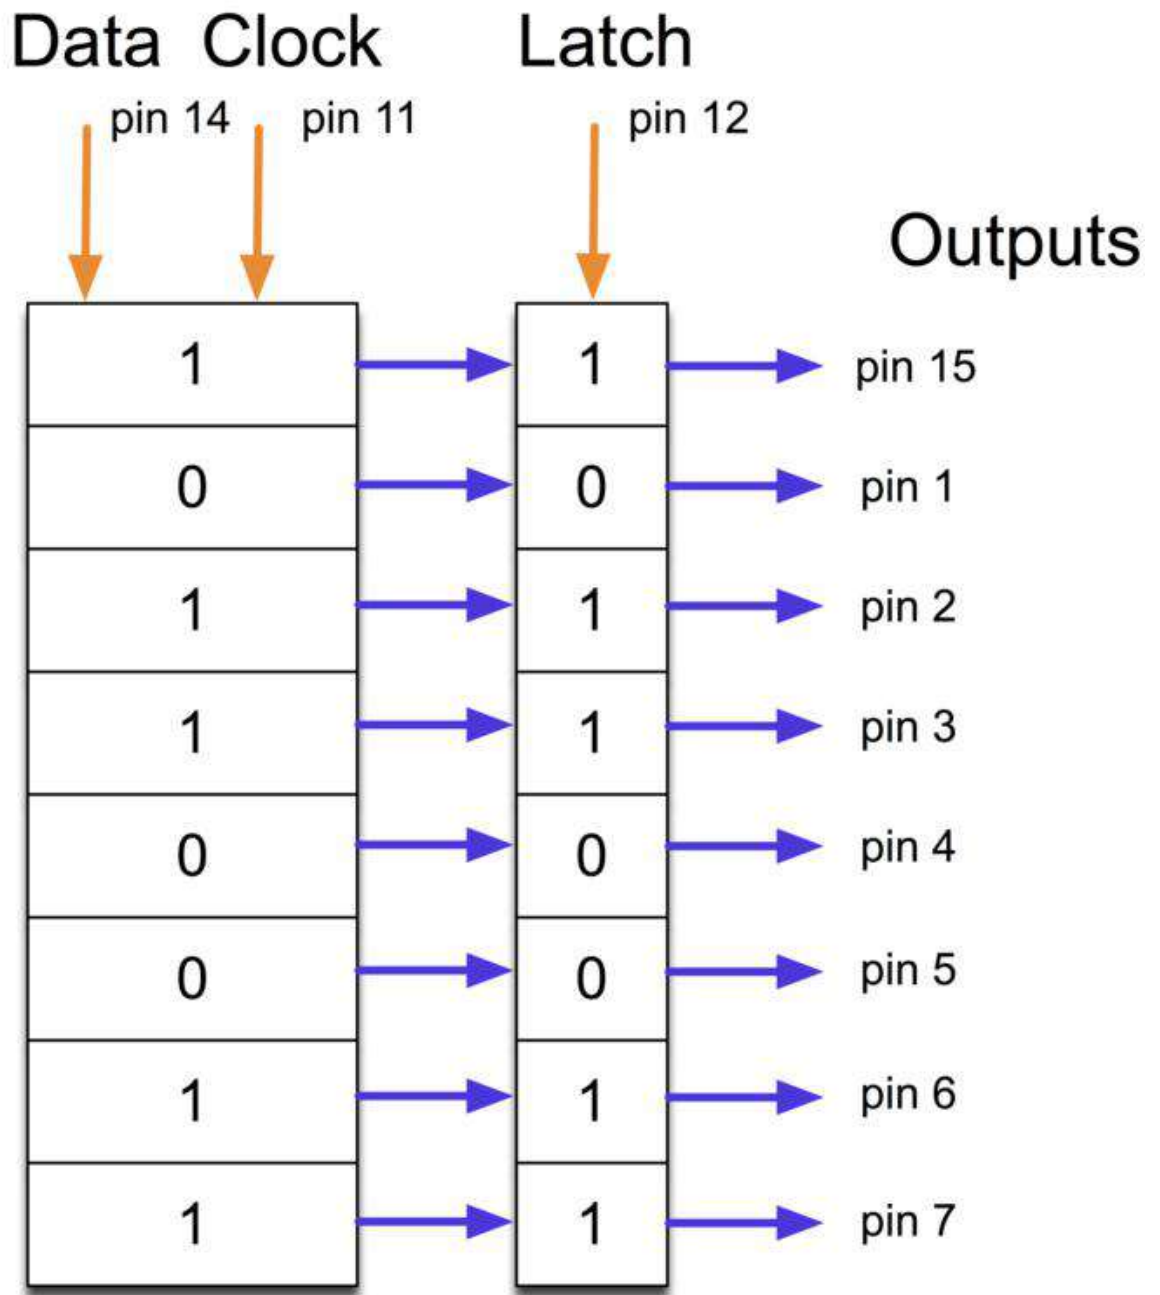 Data Clock Latch
pin 14 pin 11 pin 12
Outputs
1 1 pin 15
0 0 pin 1
1 1 pin 2
1 1 pin 3
0 0 pin 4
0 0 pin 5
1 1 pin 6
1 1 pin 7